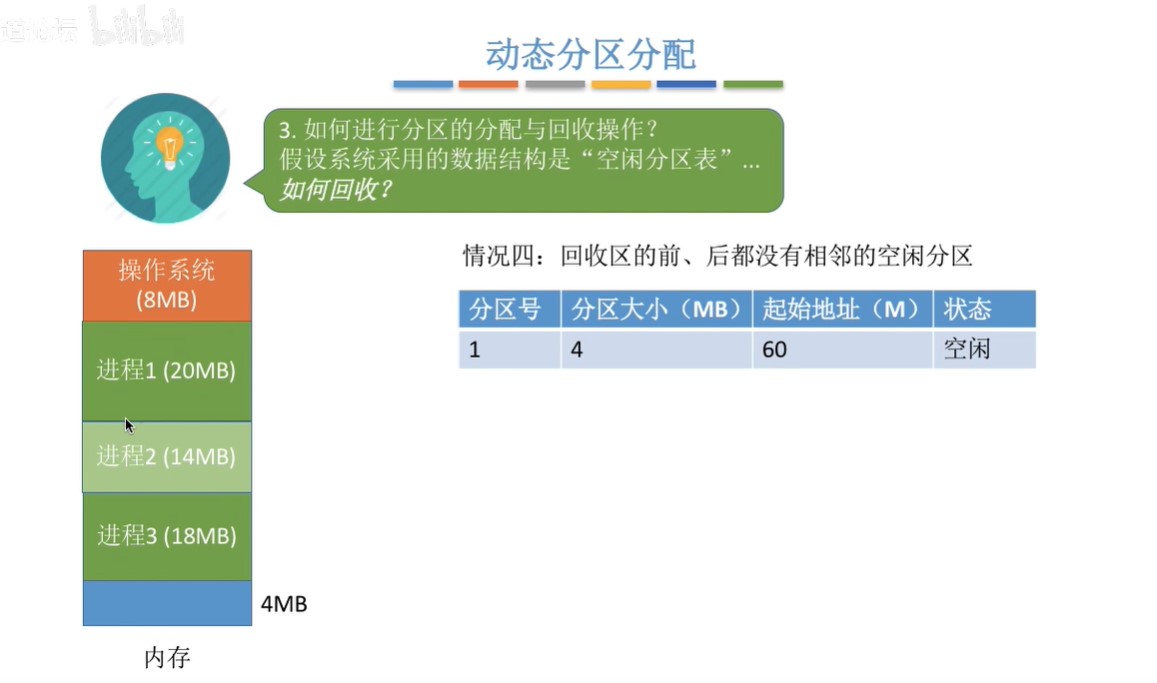 bilibili
动态分区分配
3. 如何进行分区的分配与回收操作？
假设系统采用的数据结构是“空闲分区表”...
如何回收？
情况四：回收区的前、后都没有相邻的空闲分区
分区号 分区大小（MB） 起始地址（M） 状态
1 4 60 空闲
操作系统
(8MB)
进程1 (20MB)
进程2 (14MB)
进程3 (18MB)
4MB
内存